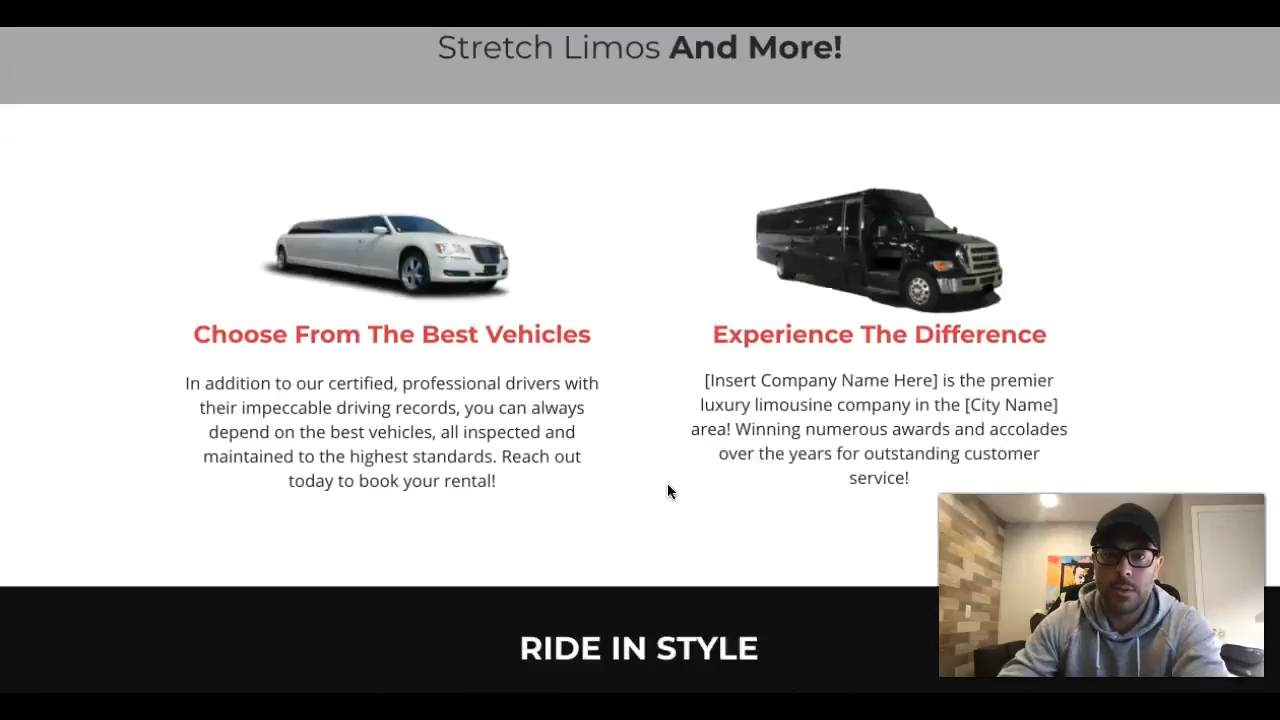 Stretch Limos And More!
Choose From The Best Vehicles
In addition to our certified, professional drivers with
their impeccable driving records, you can always
depend on the best vehicles, all inspected and
maintained to the highest standards. Reach out
today to book your rental!
Experience The Difference
[Insert Company Name Here] is the premier
luxury limousine company in the [City Name]
area! Winning numerous awards and accolades
over the years for outstanding customer
service!
RIDE IN STYLE